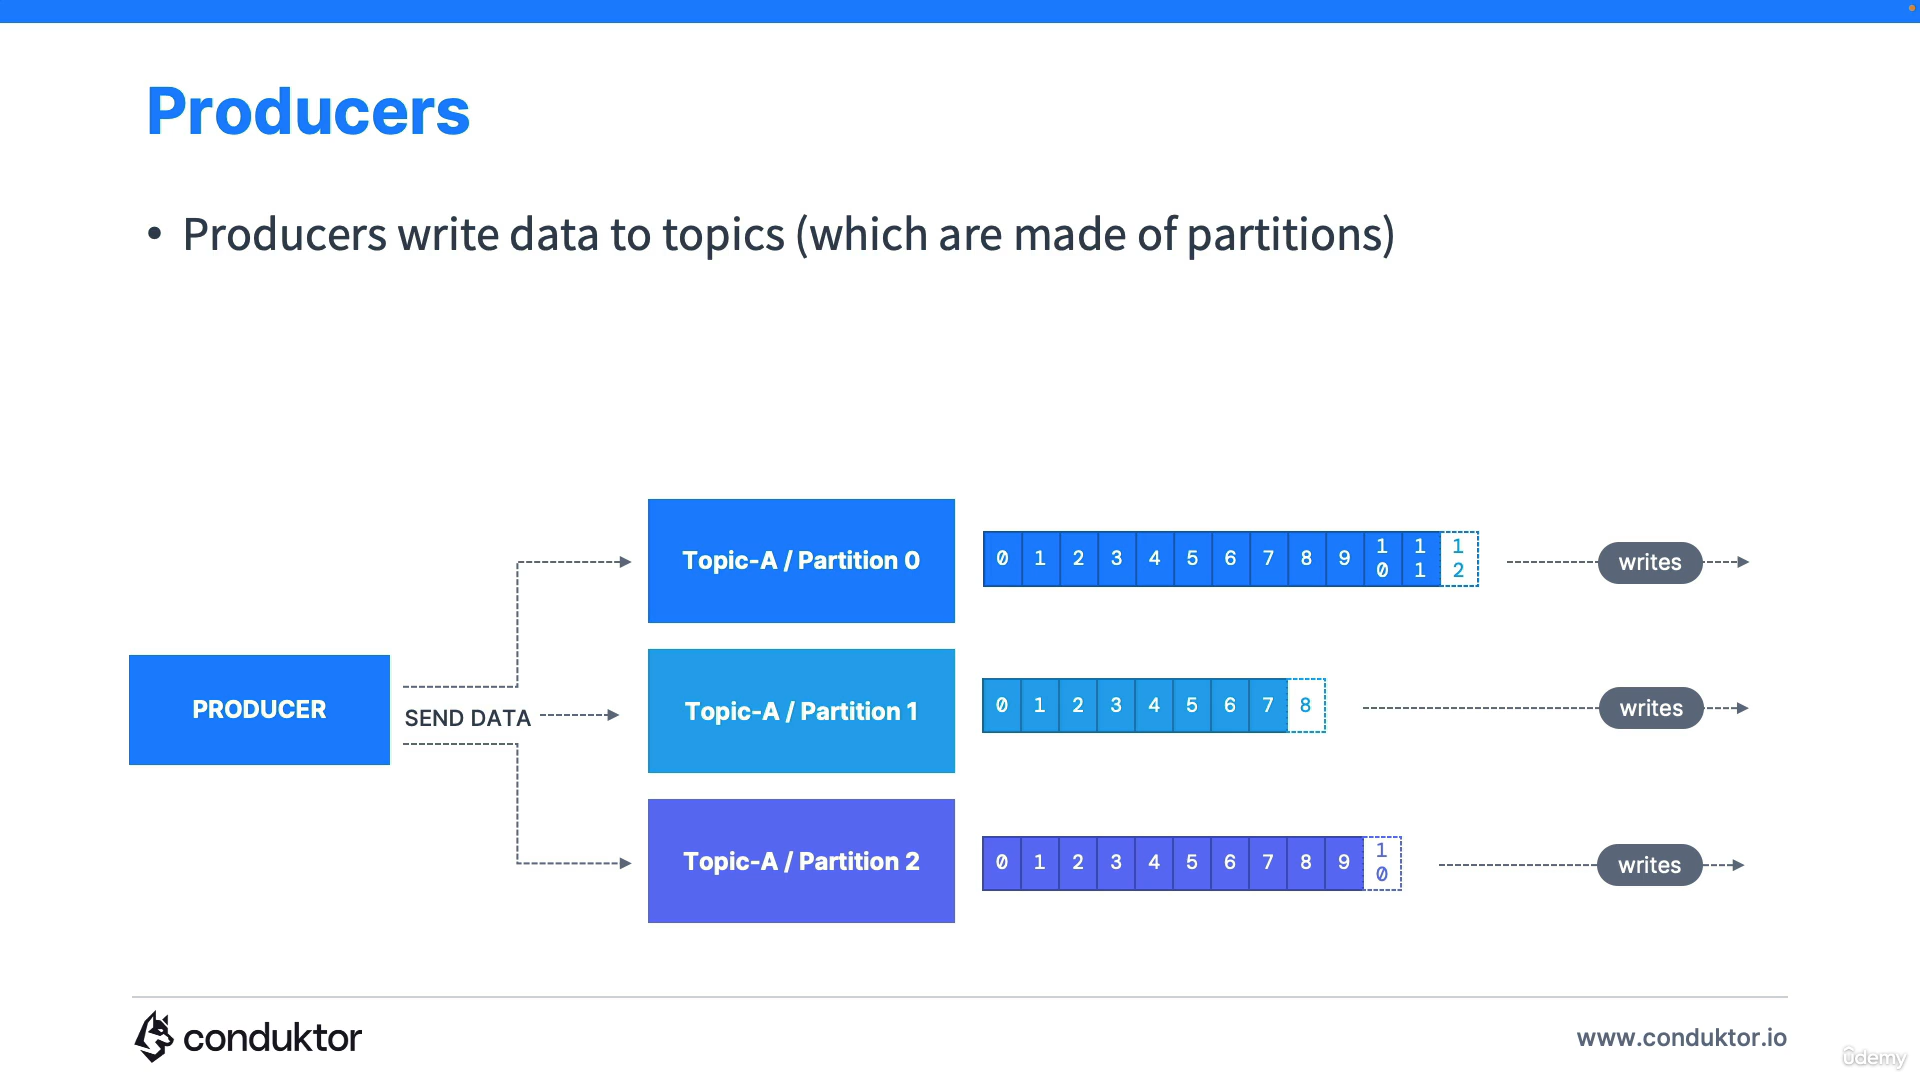 Producers
• Producers write data to topics (which are made of partitions)
Topic-A / Partition 0
0 1 2 3 4 5 6 7 8 9 10 11 12
writes
PRODUCER
SEND DATA
Topic-A / Partition 1
0 1 2 3 4 5 6 7 8
writes
Topic-A / Partition 2
0 1 2 3 4 5 6 7 8 9 10
writes
conduktor
www.conduktor.io
ûdemy